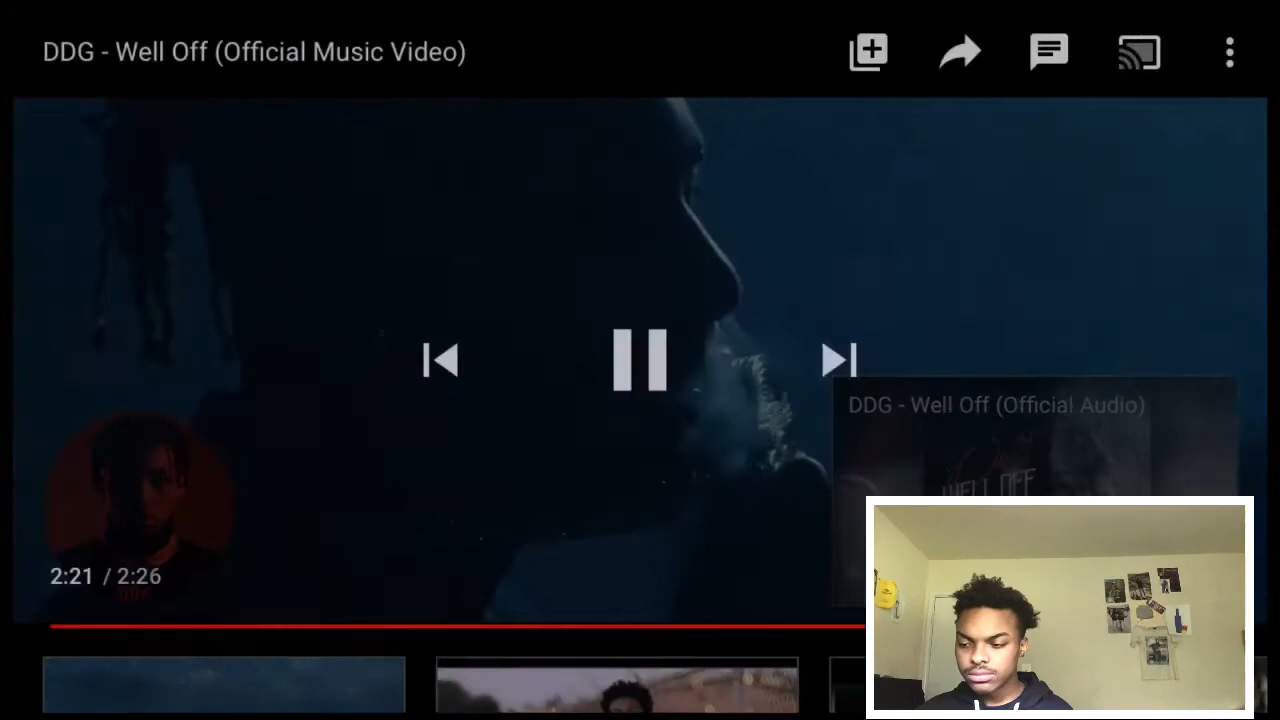 DDG - Well Off (Official Music Video)
DDG - Well Off (Official Audio)
WELL OFF
2:21 / 2:26